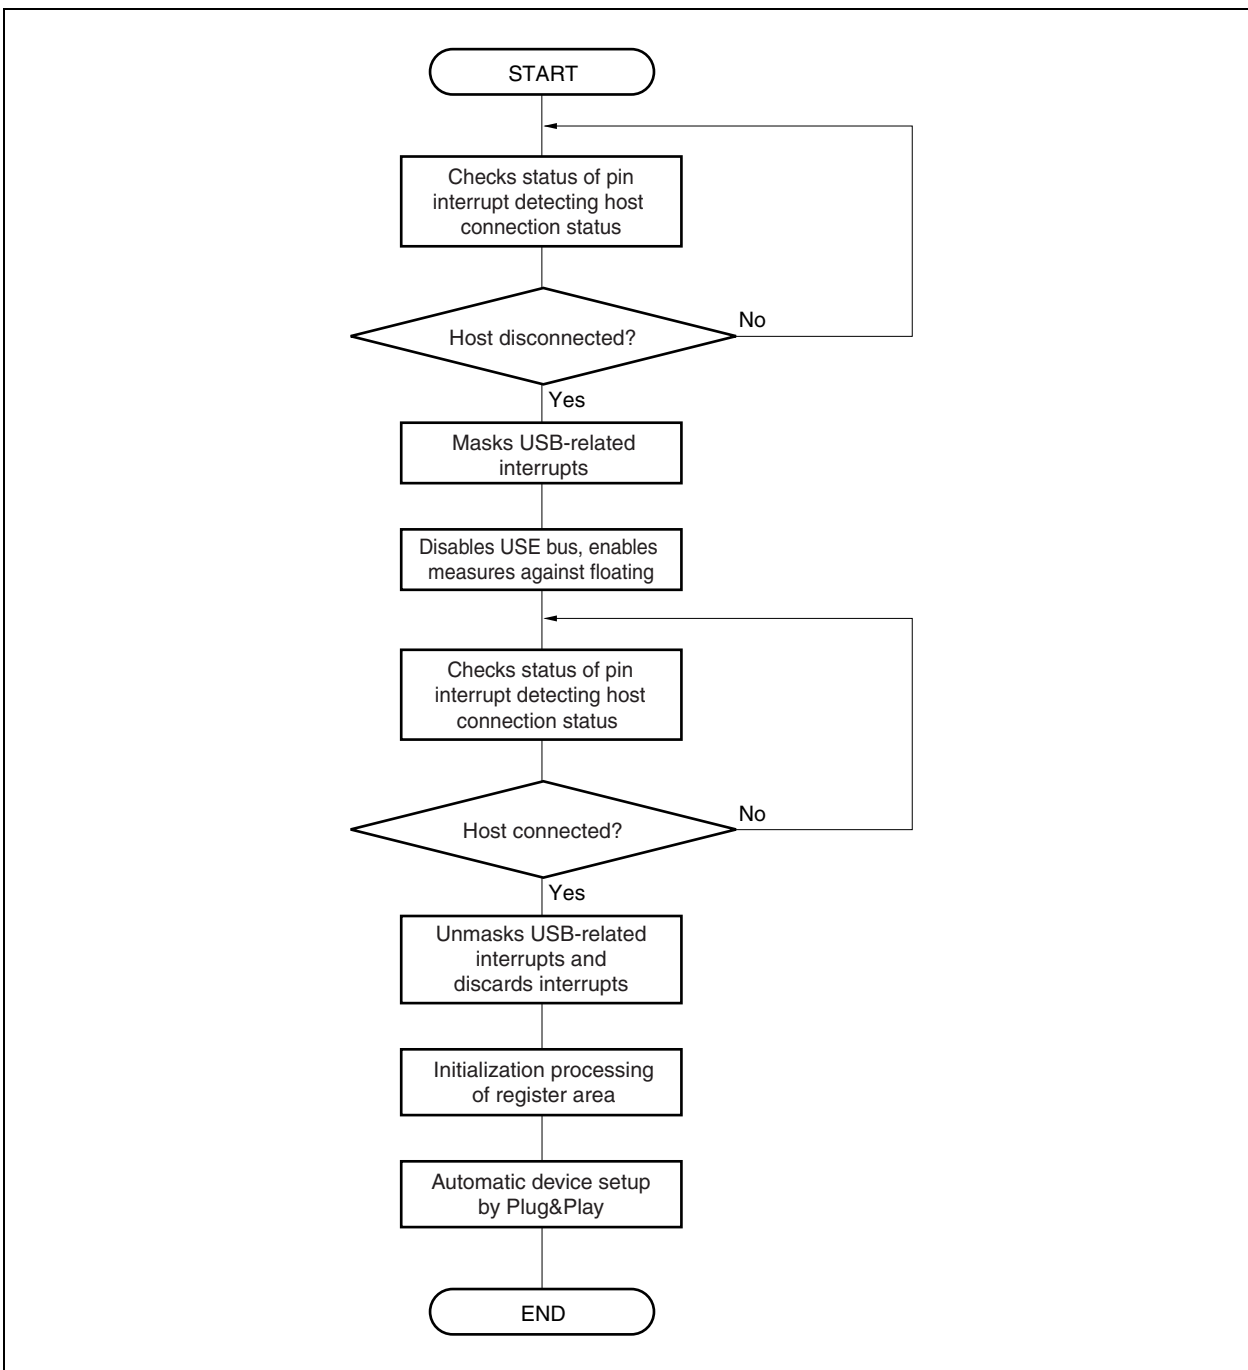 START
Checks status of pin
interrupt detecting host
connection status
Host disconnected?
No
Yes
Masks USB-related
interrupts
Disables USE bus, enables
measures against floating
Checks status of pin
interrupt detecting host
connection status
Host connected?
No
Yes
Unmasks USB-related
interrupts and
discards interrupts
Initialization processing
of register area
Automatic device setup
by Plug&Play
END